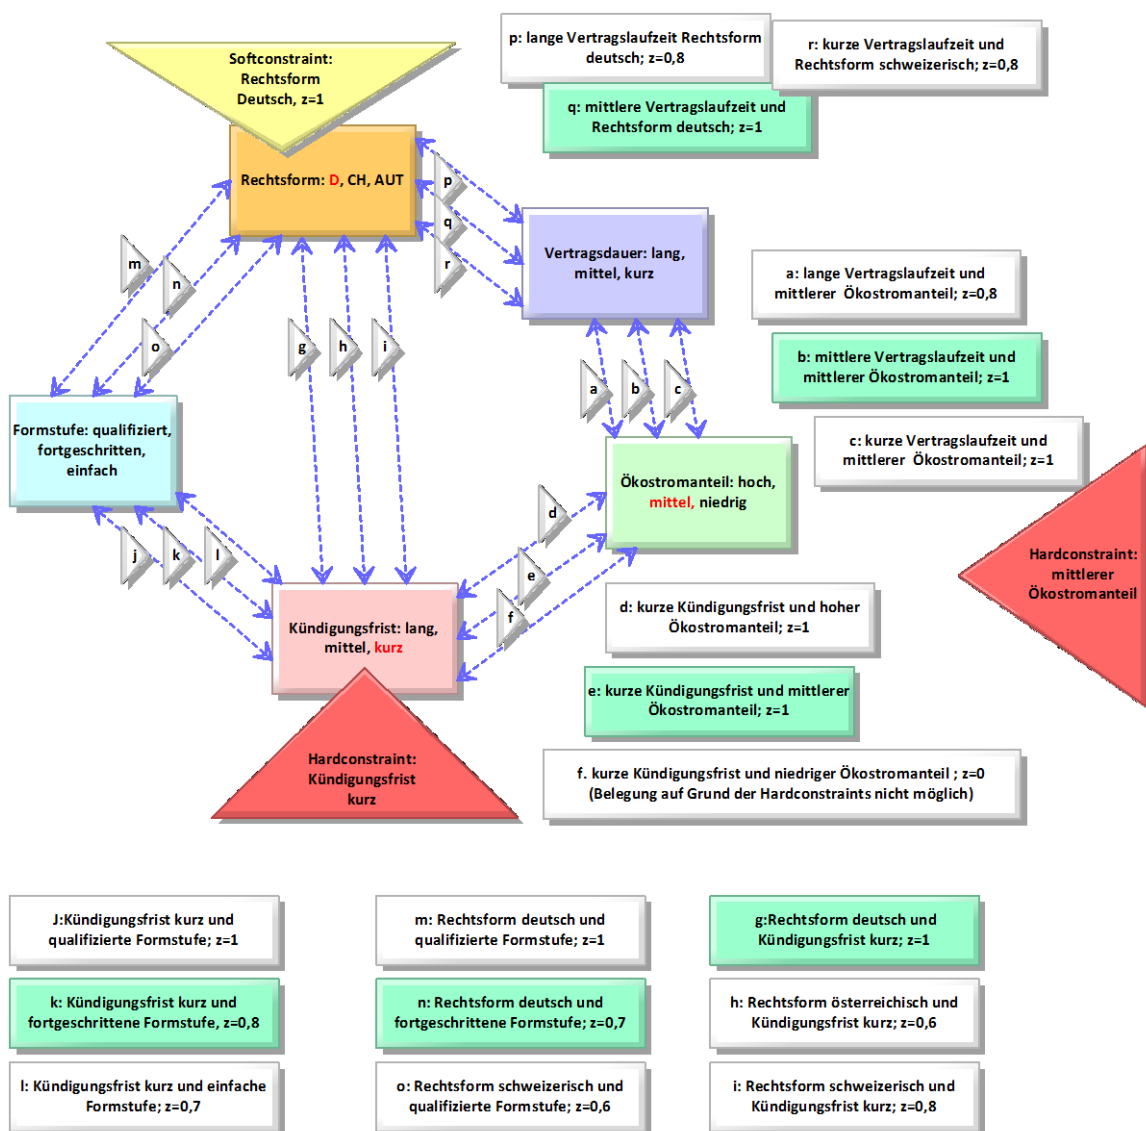 Softconstraint:
Rechtsform
Deutsch, z=1
p: lange Vertragslaufzeit Rechtsform
deutsch; z=0,8
r: kurze Vertragslaufzeit und
Rechtsform schweizerisch; z=0,8
q: mittlere Vertragslaufzeit und
Rechtsform deutsch; z=1
Rechtsform: D, CH, AUT
p
q
r
Vertragsdauer: lang,
mittel, kurz
m
n
o
g
h
i
a: lange Vertragslaufzeit und
mittlerer Ökostromanteil; z=0,8
b: mittlere Vertragslaufzeit und
mittlerer Ökostromanteil; z=1
c: kurze Vertragslaufzeit und
mittlerer Ökostromanteil; z=1
a
b
c
Formstufe: qualifiziert,
fortgeschritten,
einfach
Ökostromanteil: hoch,
mittel, niedrig
Hardconstraint:
mittlerer
Ökostromanteil
j
k
l
d
e
f
Kündigungsfrist: lang,
mittel, kurz
d: kurze Kündigungsfrist und hoher
Ökostromanteil; z=1
e: kurze Kündigungsfrist und mittlerer
Ökostromanteil; z=1
f. kurze Kündigungsfrist und niedriger Ökostromanteil ; z=0
(Belegung auf Grund der Hardconstraints nicht möglich)
Hardconstraint:
Kündigungsfrist
kurz
J:Kündigungsfrist kurz und
qualifizierte Formstufe; z=1
m: Rechtsform deutsch und
qualifizierte Formstufe; z=1
g:Rechtsform deutsch und
Kündigungsfrist kurz; z=1
k: Kündigungsfrist kurz und
fortgeschrittene Formstufe, z=0,8
n: Rechtsform deutsch und
fortgeschrittene Formstufe; z=0,7
h: Rechtsform österreichisch und
Kündigungsfrist kurz; z=0,6
l: Kündigungsfrist kurz und einfache
Formstufe; z=0,7
o: Rechtsform schweizerisch und
qualifizierte Formstufe; z=0,6
i: Rechtsform schweizerisch und
Kündigungsfrist kurz; z=0,8